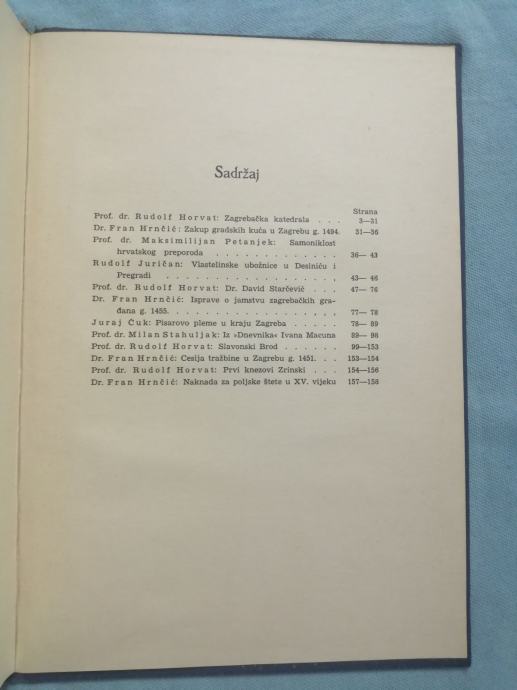 Sadržaj
Strana
Prof. dr. Rudolf Horvat: Zagrebačka katedrala . . . 3—31
Dr. Fran Hrnčić: Zakup gradskih kuća u Zagrebu g. 1494. 31—36
Prof. dr. Maksimilijan Petanjek: Samoniklost
hrvatskog preporoda . . . . . . . . . . . . . 36— 43
Rudolf Juričan: Vlastelinske ubožnice u Desiniću i
Pregradi . . . . . . . . . . . . . . . 43— 46
Prof. dr. Rudolf Horvat: Dr. David Starčević . . . 47— 76
Dr. Fran Hrnčić: Isprave o jamstvu zagrebačkih gra-
đana g. 1455. . . . . . . . . . . . . . . 77— 78
Juraj Ćuk: Pisarovo pleme u kraju Zagreba . . . . . 78— 89
Prof. dr. Milan Stahuljak: Iz »Dnevnika« Ivana Macuna 89— 98
Prof. dr. Rudolf Horvat: Slavonski Brod . . . . . . 99—153
Dr. Fran Hrnčić: Cesija tražbine u Zagrebu g. 1451. . . 153—154
Prof. dr. Rudolf Horvat: Prvi knezovi Zrinski . . . 154—156
Dr. Fran Hrnčić: Naknada za poljske štete u XV. vijeku 157—158